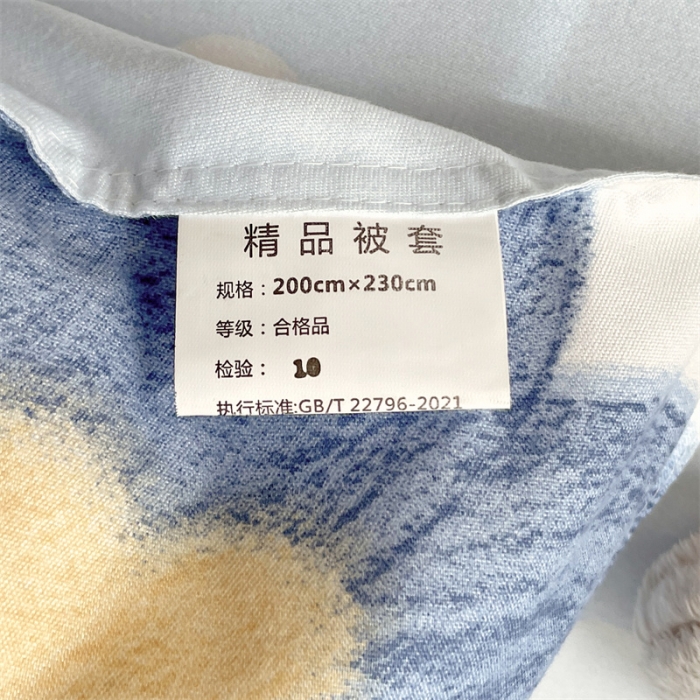 精品被套
规格：200cm×230cm
等级：合格品
检验： 10
执行标准:GB/T 22796-2021